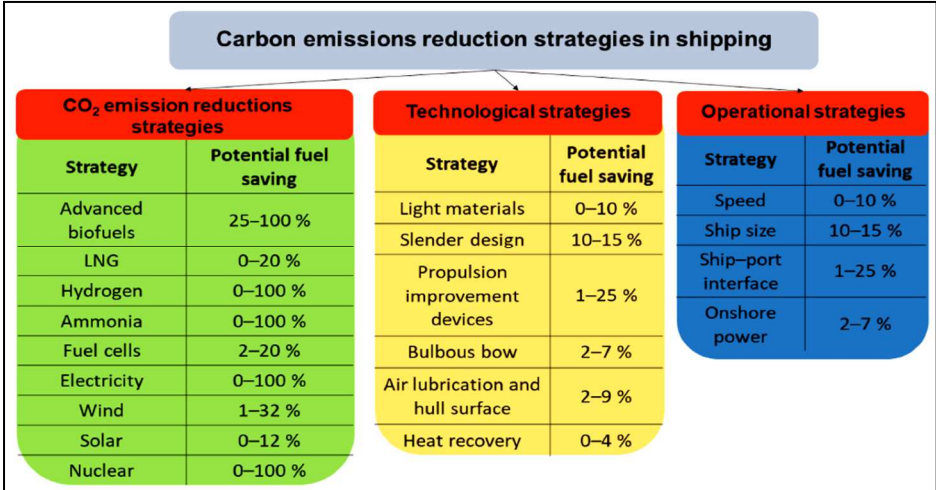 Carbon emissions reduction strategies in shipping
CO₂ emission reductions
strategies
Strategy
Potential fuel
saving
Advanced
biofuels
25–100 %
LNG
0–20 %
Hydrogen
0–100 %
Ammonia
0–100 %
Fuel cells
2–20 %
Electricity
0–100 %
Wind
1–32 %
Solar
0–12 %
Nuclear
0–100 %
Technological strategies
Strategy
Potential
fuel saving
Light materials
0–10 %
Slender design
10–15 %
Propulsion
improvement
devices
1–25 %
Bulbous bow
2–7 %
Air lubrication and
hull surface
2–9 %
Heat recovery
0–4 %
Operational strategies
Strategy
Potential
fuel saving
Speed
0–10 %
Ship size
10–15 %
Ship–port
interface
1–25 %
Onshore
power
2–7 %